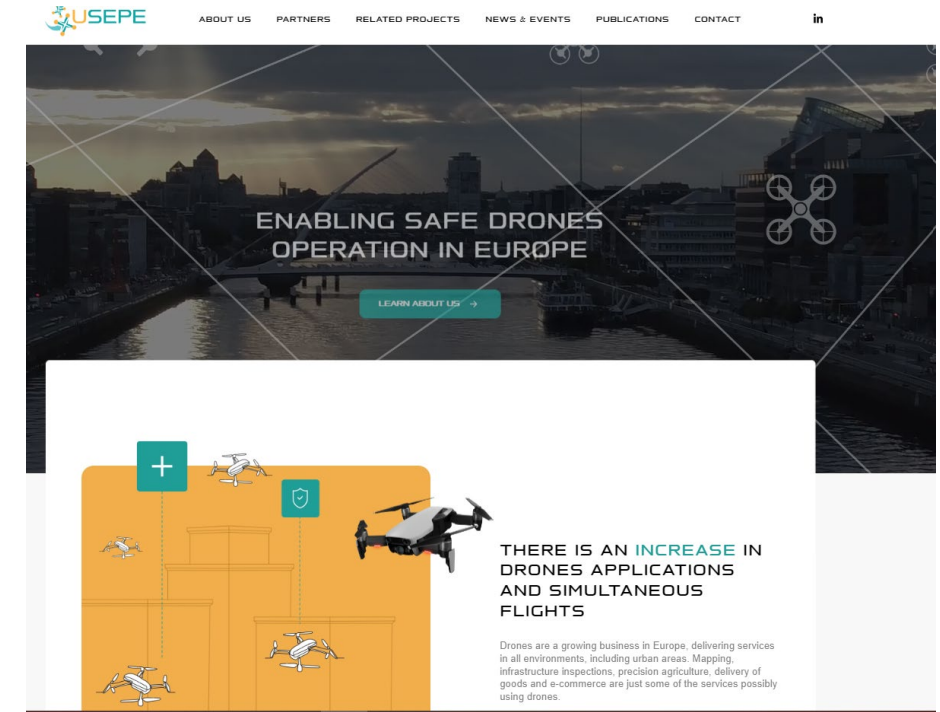 USEPE
ABOUT US
PARTNERS
RELATED PROJECTS
NEWS & EVENTS
PUBLICATIONS
CONTACT
in
ENABLING SAFE DRONES
OPERATION IN EUROPE
LEARN ABOUT US →
THERE IS AN INCREASE IN
DRONES APPLICATIONS
AND SIMULTANEOUS
FLIGHTS
Drones are a growing business in Europe, delivering services
in all environments, including urban areas. Mapping,
infrastructure inspections, precision agriculture, delivery of
goods and e-commerce are just some of the services possibly
using drones.